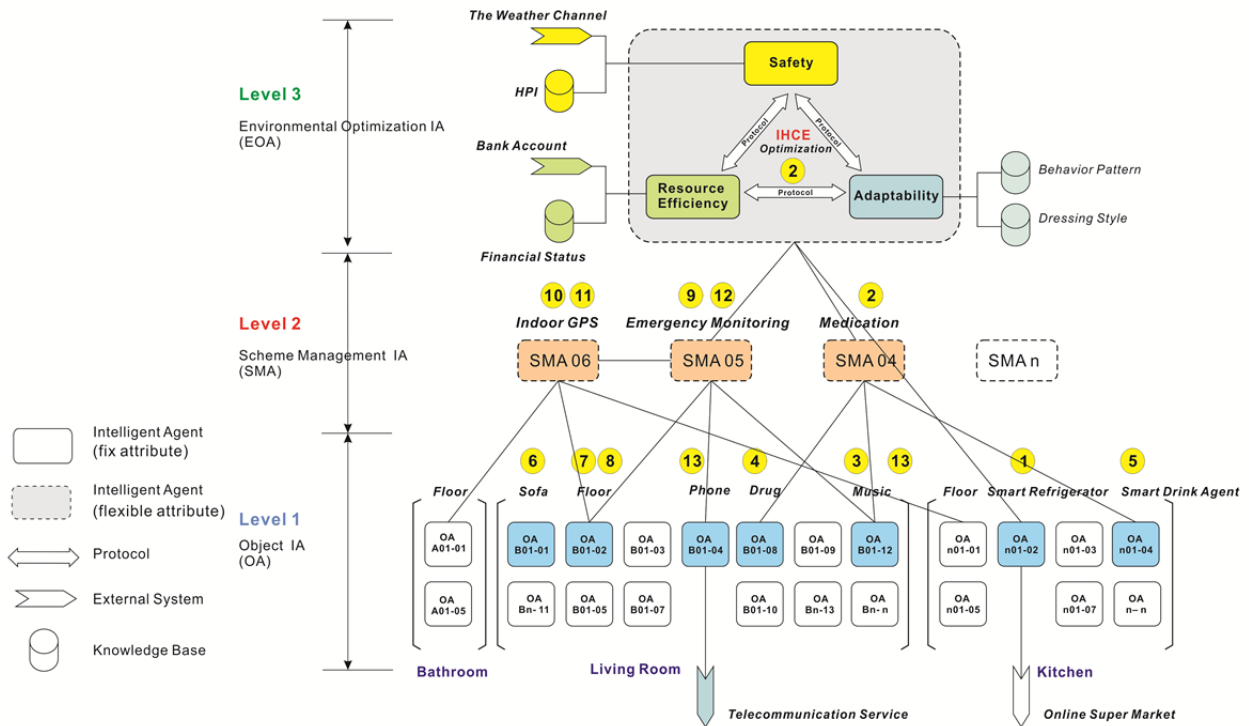 The Weather Channel
HPI
Bank Account
Financial Status
Level 3
Environmental Optimization IA
(EOA)
Safety
Protocol
Protocol
IHCE
Optimization
2
Protocol
Resource
Efficiency
Adaptability
Behavior Pattern
Dressing Style
Level 2
Scheme Management IA
(SMA)
10 11
9 12
2
Indoor GPS
Emergency Monitoring
Medication
SMA 06
SMA 05
SMA 04
SMA n
Intelligent Agent
(fix attribute)
Intelligent Agent
(flexible attribute)
Protocol
External System
Knowledge Base
Level 1
Object IA
(OA)
6
7 8
13
4
3
13
1
5
Floor
Sofa
Floor
Phone
Drug
Music
Floor
Smart Refrigerator
Smart Drink Agent
OA
A01-01
OA
B01-01
OA
B01-02
OA
B01-03
OA
B01-04
OA
B01-08
OA
B01-09
OA
B01-12
OA
n01-01
OA
n01-02
OA
n01-03
OA
n01-04
OA
A01-05
OA
Bn- 11
OA
B01-05
OA
B01-07
OA
B01-10
OA
Bn-13
OA
Bn- n
OA
n01-05
OA
n01-07
OA
n– n
Bathroom
Living Room
Kitchen
Telecommunication Service
Online Super Market